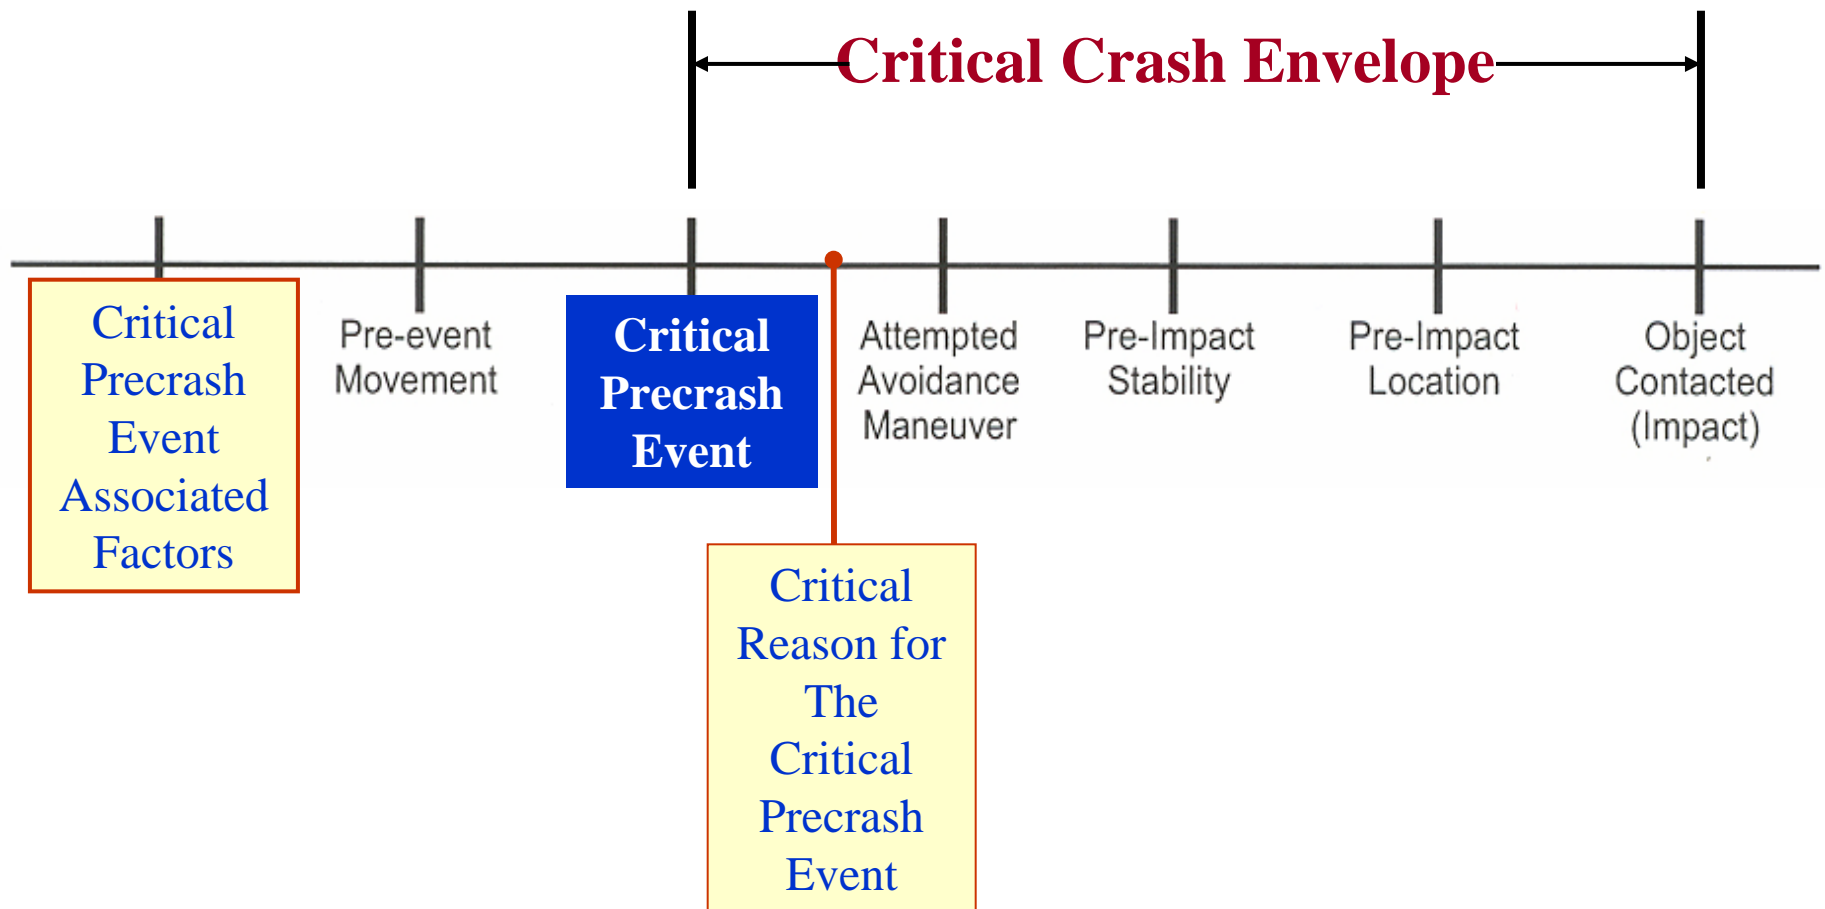 Critical Crash Envelope
Critical
Precrash
Event
Associated
Factors
Pre-event
Movement
Critical
Precrash
Event
Attempted
Avoidance
Maneuver
Pre-Impact
Stability
Pre-Impact
Location
Object
Contacted
(Impact)
Critical
Reason for
The
Critical
Precrash
Event